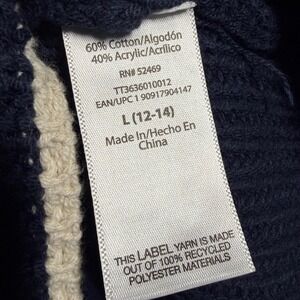 60% Cotton/Algodón
40% Acrylic/Acrílico
RN# 52469
TT3636010012
EAN/UPC 1 90917904147
L (12-14)
Made In/Hecho En
China
THIS LABEL YARN IS MADE
OUT OF 100% RECYCLED
POLYESTER MATERIALS